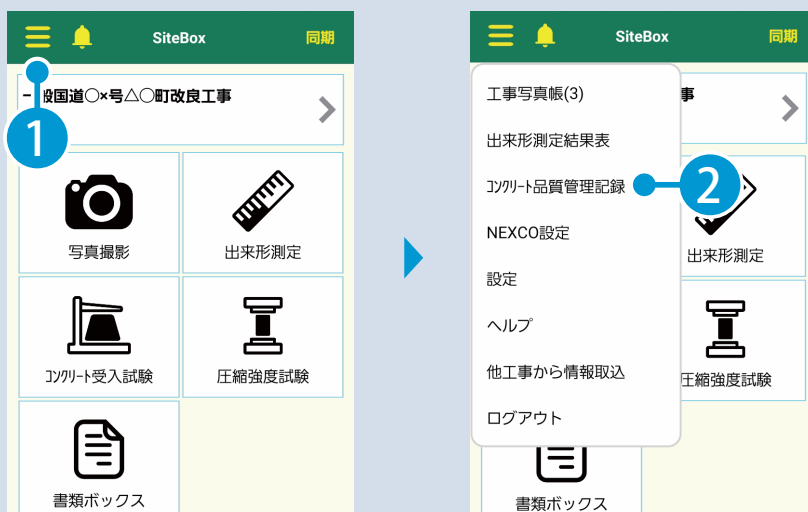 SiteBox
同期
一般国道○×号△○町改良工事
1
写真撮影
出来形測定
ｺﾝｸﾘｰﾄ受入試験
圧縮強度試験
書類ボックス
SiteBox
同期
工事写真帳(3)
事
出来形測定結果表
ｺﾝｸﾘｰﾄ品質管理記録
2
NEXCO設定
出来形測定
設定
ヘルプ
他工事から情報取込
圧縮強度試験
ログアウト
書類ボックス